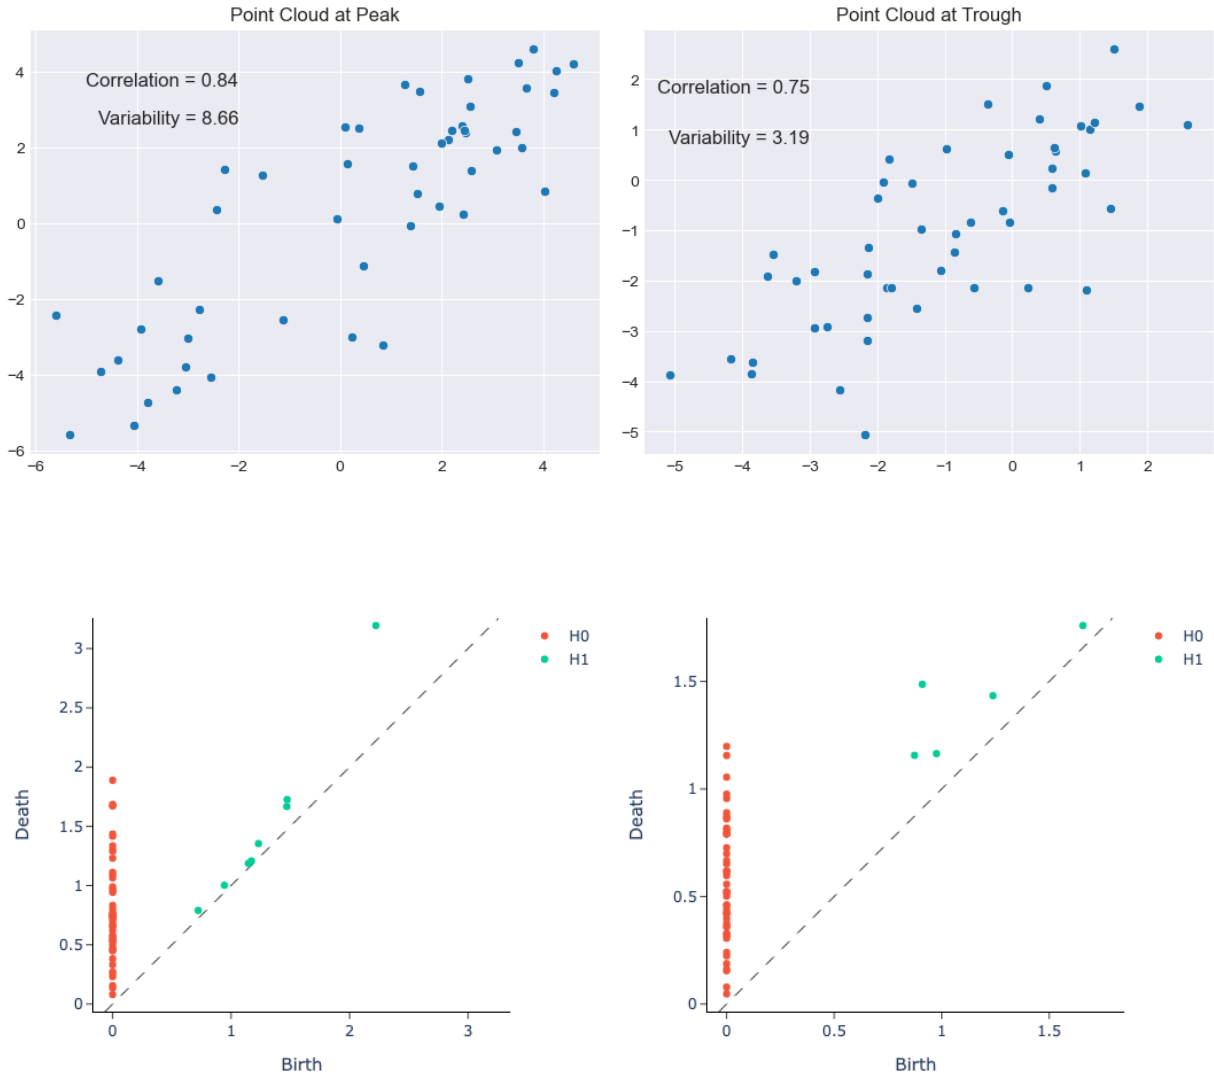 Point Cloud at Peak
Correlation = 0.84
Variability = 8.66
4
2
0
−2
−4
−6
−6 −4 −2 0 2 4
Point Cloud at Trough
Correlation = 0.75
Variability = 3.19
2
1
0
−1
−2
−3
−4
−5
−5 −4 −3 −2 −1 0 1 2
H0
H1
3
2.5
2
1.5
1
0.5
0
Death
0 1 2 3
Birth
H0
H1
1.5
1
0.5
0
Death
0 0.5 1 1.5
Birth